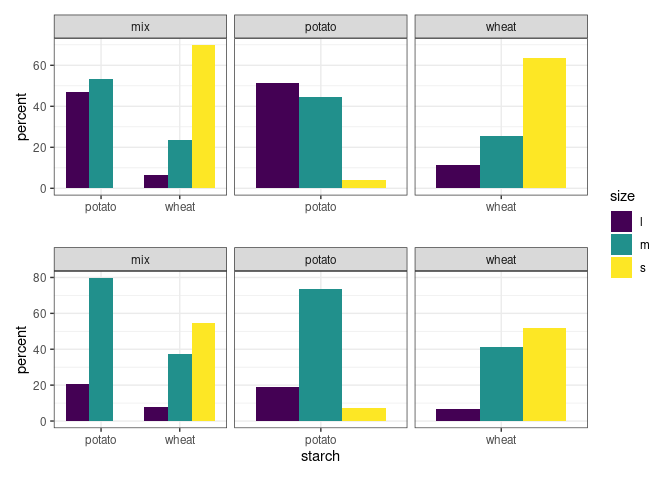 mix potato wheat
percent
60
40
20
0
potato wheat potato wheat
size
l
m
s
mix potato wheat
percent
80
60
40
20
0
potato wheat potato wheat
starch